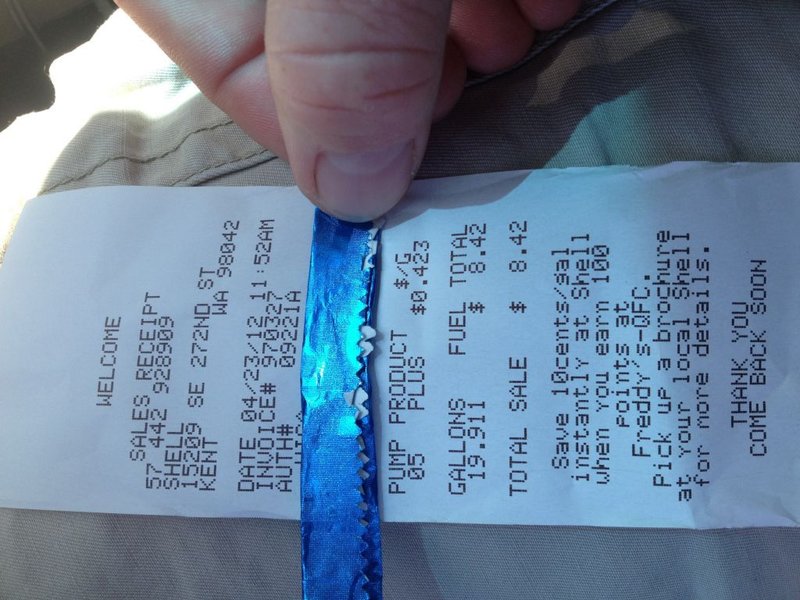 WELCOME
SALES RECEIPT
57 442 928909
SHELL
15209 SE 272ND ST
KENT WA 98042
DATE 04/23/12 11:52AM
INVOICE# 970327
AUTH# 09221A
PUMP PRODUCT $/G
05 PLUS $0.423
GALLONS FUEL TOTAL
19.911 $ 8.42
TOTAL SALE $ 8.42
Save 10cents/gal
instantly at Shell
when you earn 100
points at
Freddy's-QFC.
Pick up a brochure
at your local Shell
for more details.
THANK YOU
COME BACK SOON